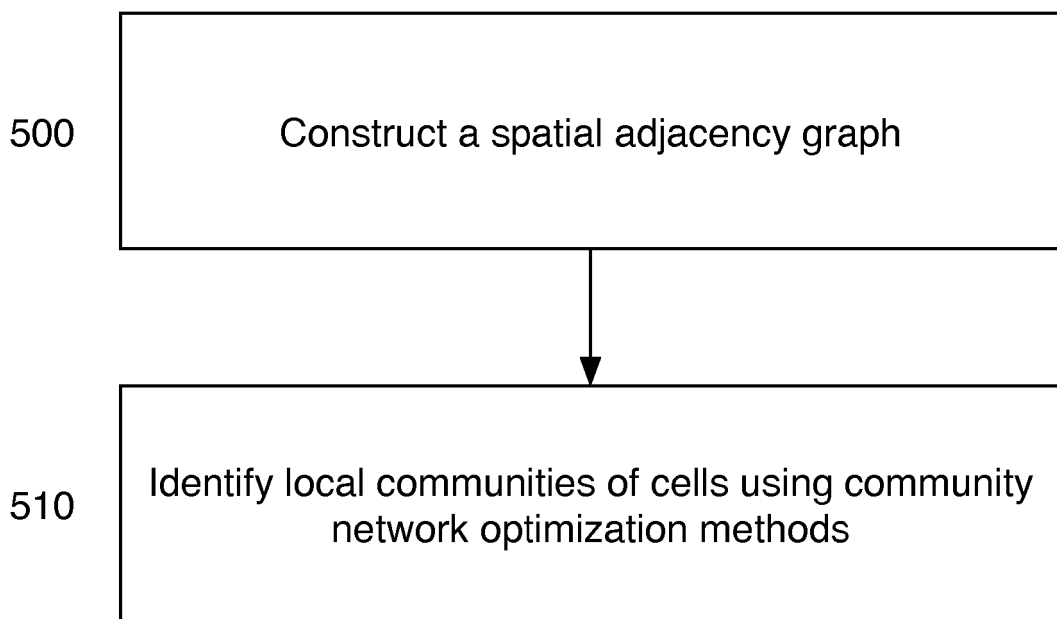 500
Construct a spatial adjacency graph
510
Identify local communities of cells using community
network optimization methods